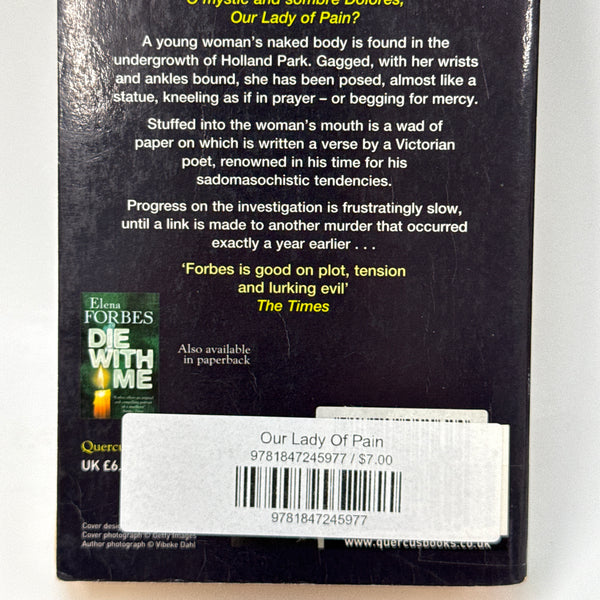 O mystic and sombre Dolores,
Our Lady of Pain?
A young woman's naked body is found in the
undergrowth of Holland Park. Gagged, with her wrists
and ankles bound, she has been posed, almost like a
statue, kneeling as if in prayer – or begging for mercy.
Stuffed into the woman's mouth is a wad of
paper on which is written a verse by a Victorian
poet, renowned in his time for his
sadomasochistic tendencies.
Progress on the investigation is frustratingly slow,
until a link is made to another murder that occurred
exactly a year earlier . . .
'Forbes is good on plot, tension
and lurking evil'
The Times
Elena
FORBES
DIE
WITH
ME
Also available
in paperback
UK £6.
Our Lady Of Pain
9781847245977 / $7.00
9781847245977
Cover
Cover photograph © Getty Images
Author photograph © Vibeke Dahl
www.quercusbooks.co.uk